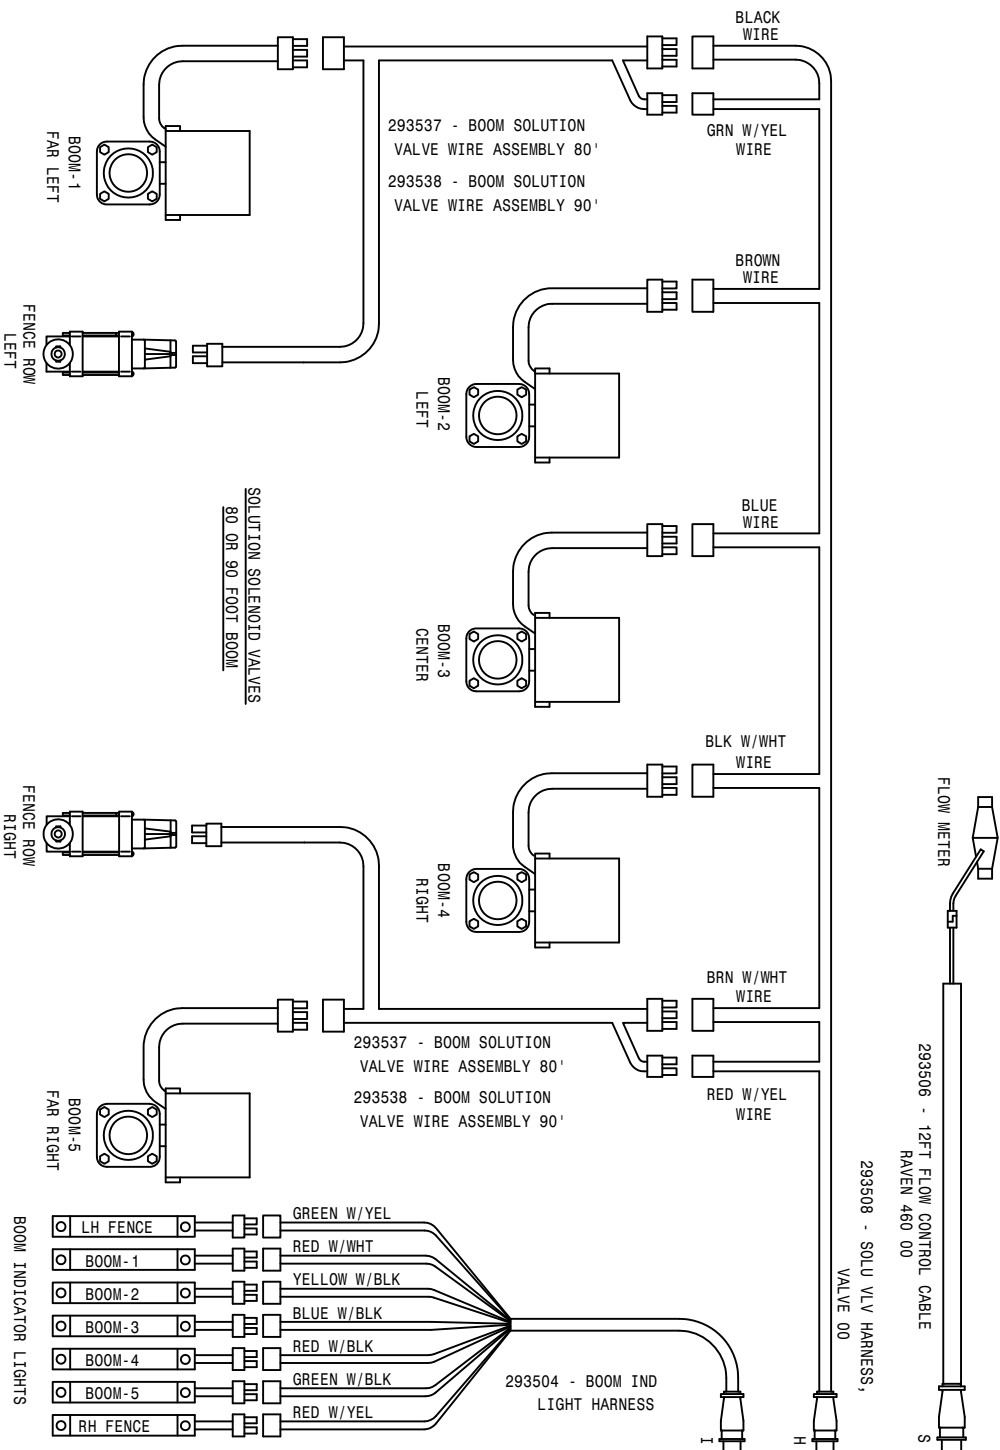 BLACK
WIRE
GRN W/YEL
WIRE
293537 - BOOM SOLUTION
VALVE WIRE ASSEMBLY 80'
293538 - BOOM SOLUTION
VALVE WIRE ASSEMBLY 90'
BOOM-1
FAR LEFT
FENCE ROW
LEFT
BROWN
WIRE
BOOM-2
LEFT
BLUE
WIRE
BOOM-3
CENTER
SOLUTION SOLENOID VALVES
80 OR 90 FOOT BOOM
BLK W/WHT
WIRE
BOOM-4
RIGHT
FENCE ROW
RIGHT
FLOW METER
BRN W/WHT
WIRE
RED W/YEL
WIRE
293537 - BOOM SOLUTION
VALVE WIRE ASSEMBLY 80'
293538 - BOOM SOLUTION
VALVE WIRE ASSEMBLY 90'
BOOM-5
FAR RIGHT
293506 - 12FT FLOW CONTROL CABLE
RAVEN 460 00
293508 - SOLU VLV HARNESS,
VALVE 00
BOOM INDICATOR LIGHTS
LH FENCE
GREEN W/YEL
BOOM-1
RED W/WHT
BOOM-2
YELLOW W/BLK
BOOM-3
BLUE W/BLK
BOOM-4
RED W/BLK
BOOM-5
GREEN W/BLK
RH FENCE
RED W/YEL
293504 - BOOM IND
LIGHT HARNESS
I
H
S